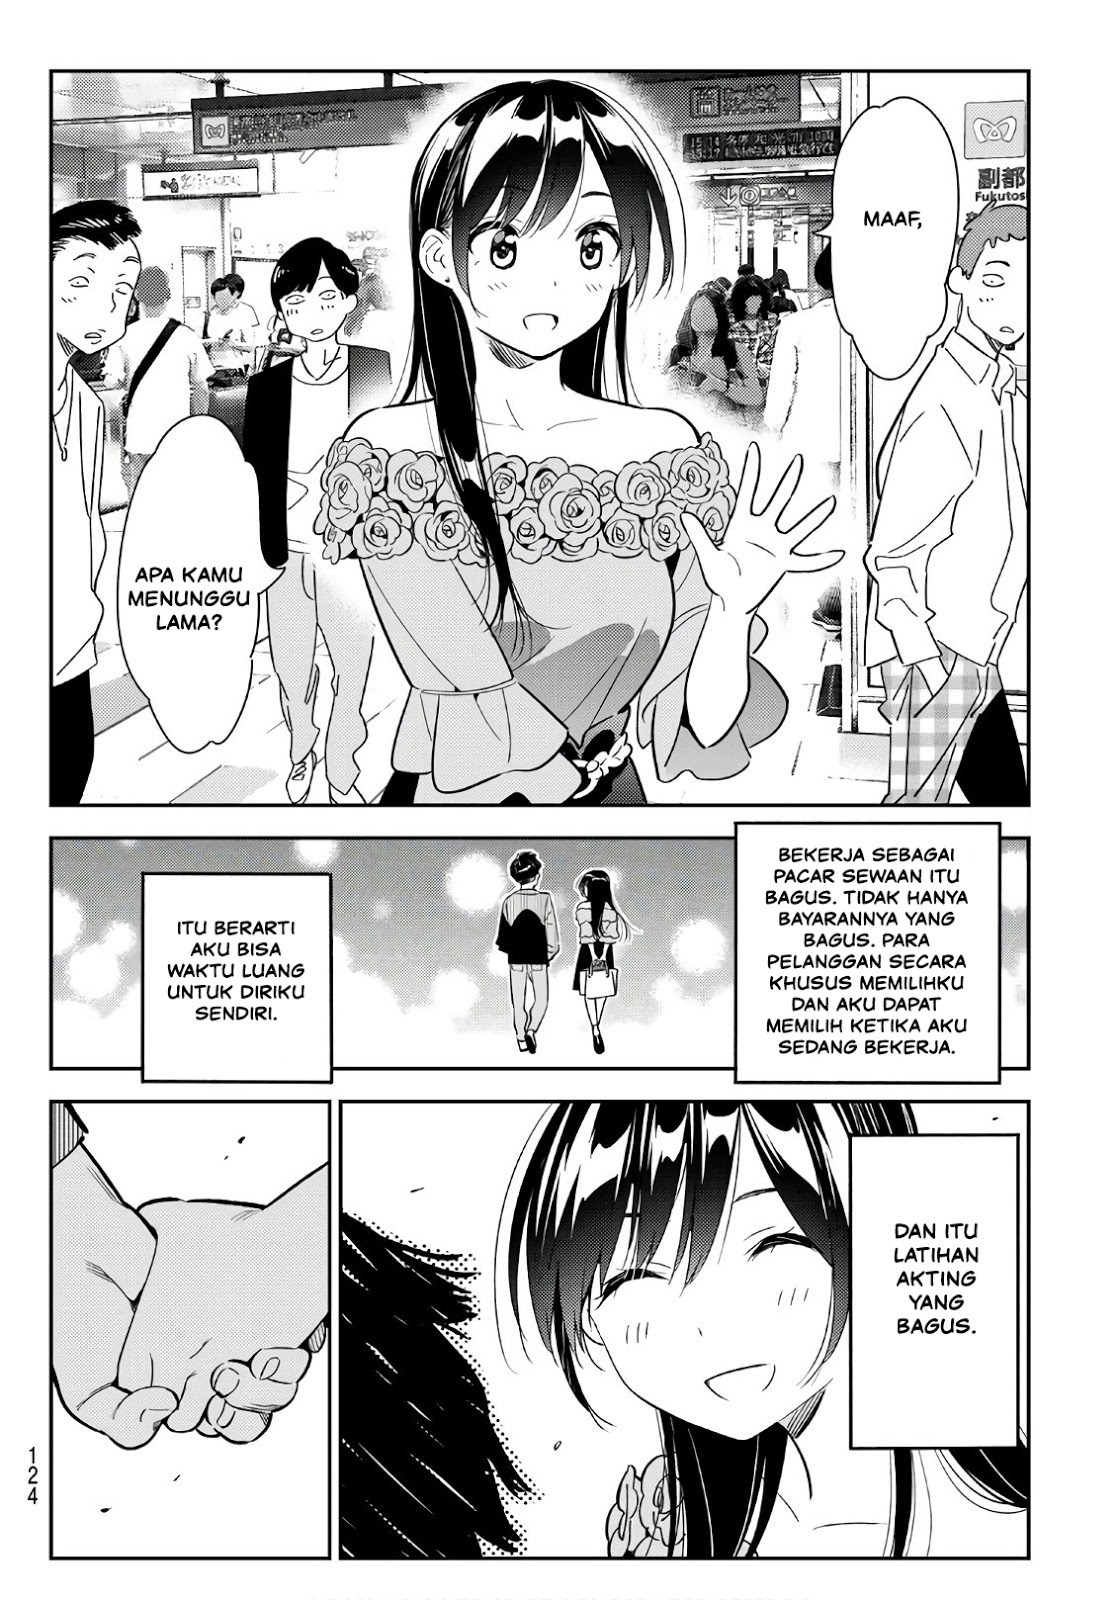 副都
Fukutos
MAAF,
APA KAMU
MENUNGGU
LAMA?
BEKERJA SEBAGAI
PACAR SEWAAN ITU
BAGUS. TIDAK HANYA
BAYARANNYA YANG
BAGUS. PARA
PELANGGAN SECARA
KHUSUS MEMILIHKU
DAN AKU DAPAT
MEMILIH KETIKA AKU
SEDANG BEKERJA.
ITU BERARTI
AKU BISA
WAKTU LUANG
UNTUK DIRIKU
SENDIRI.
DAN ITU
LATIHAN
AKTING
YANG
BAGUS.
124